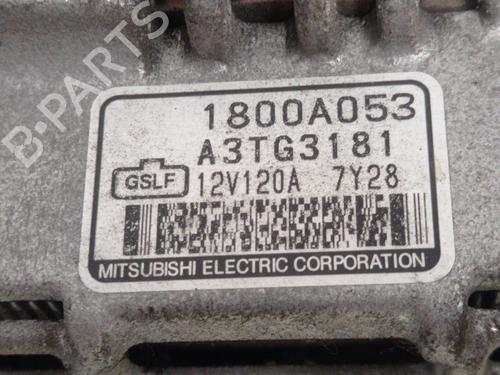 B-PARTS
1800A053
A3TG3181
GSLF
12V120A 7Y28
MITSUBISHI ELECTRIC CORPORATION